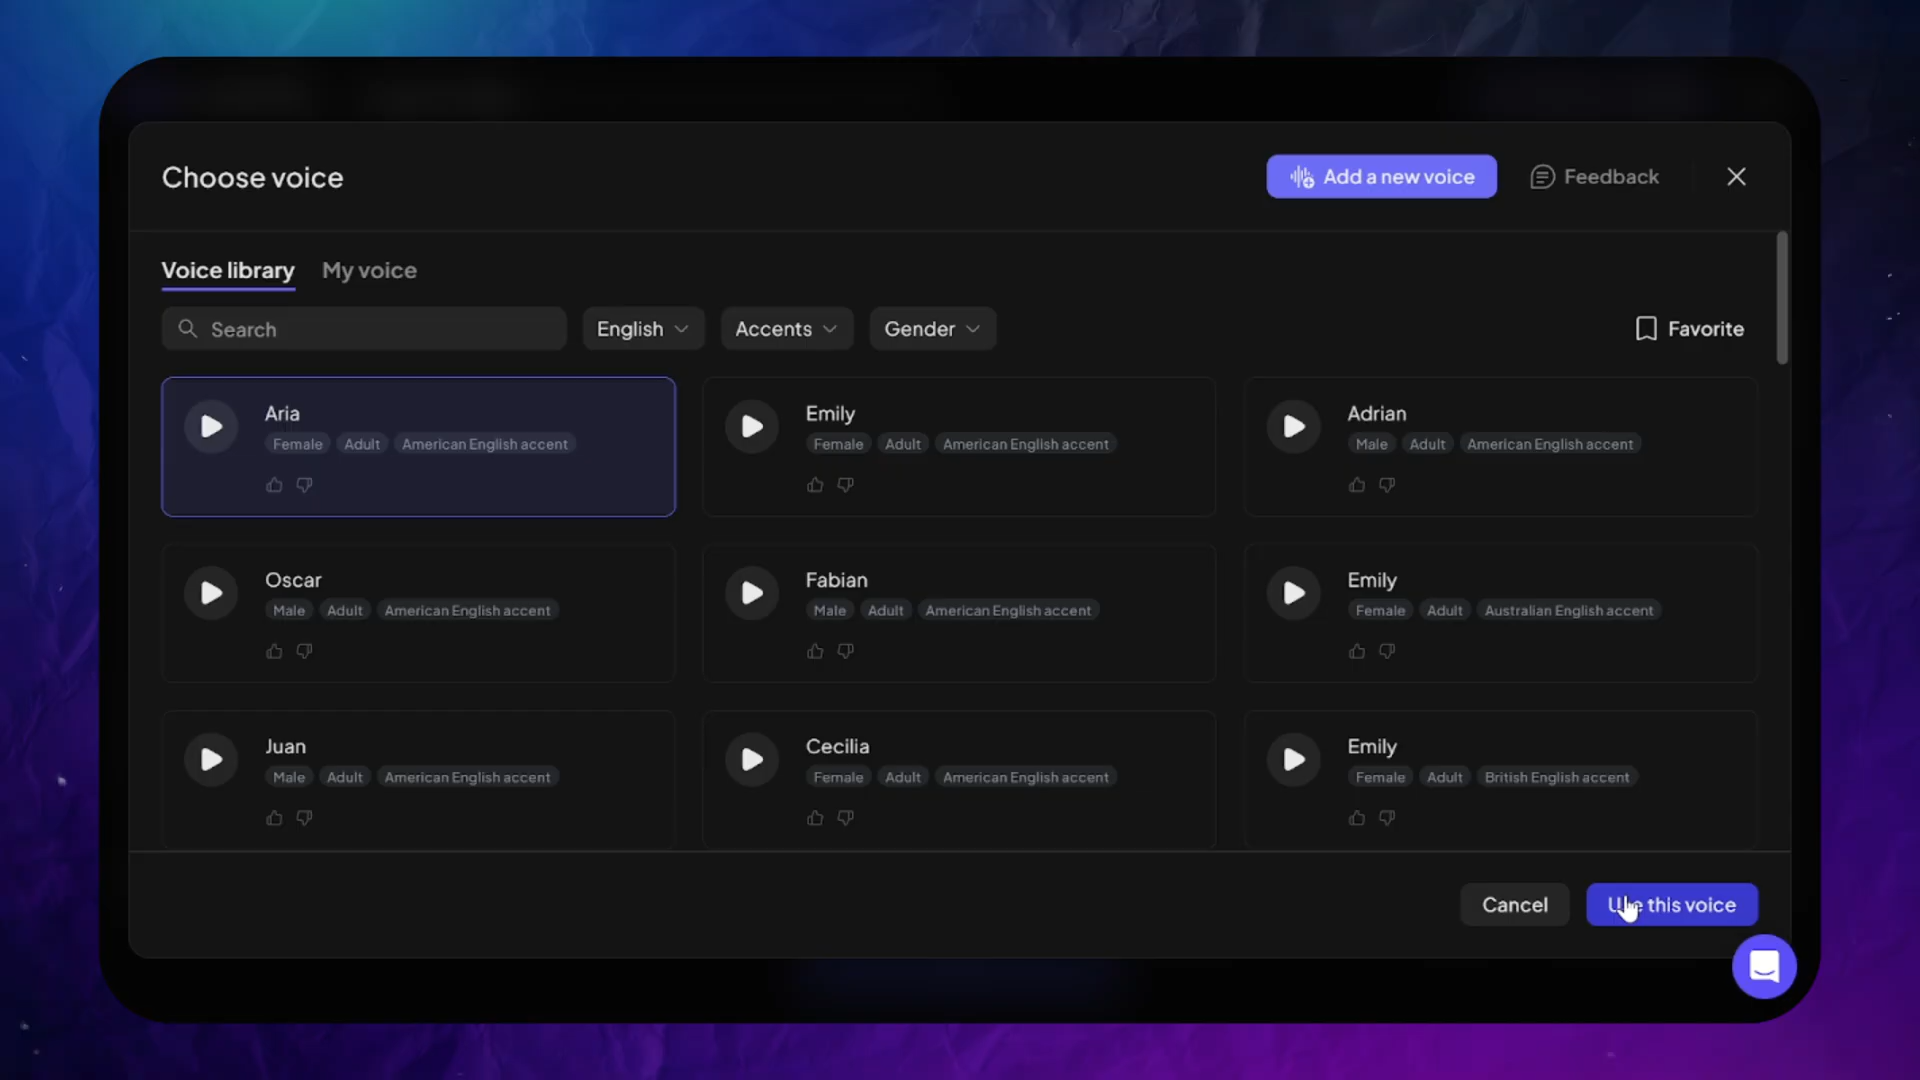 Choose voice
Add a new voice
Feedback
Voice library
My voice
Search
English
Accents
Gender
Favorite
Aria
Female Adult American English accent
Emily
Female Adult American English accent
Adrian
Male Adult American English accent
Oscar
Male Adult American English accent
Fabian
Male Adult American English accent
Emily
Female Adult Australian English accent
Juan
Male Adult American English accent
Cecilia
Female Adult American English accent
Emily
Female Adult British English accent
Cancel
Use this voice